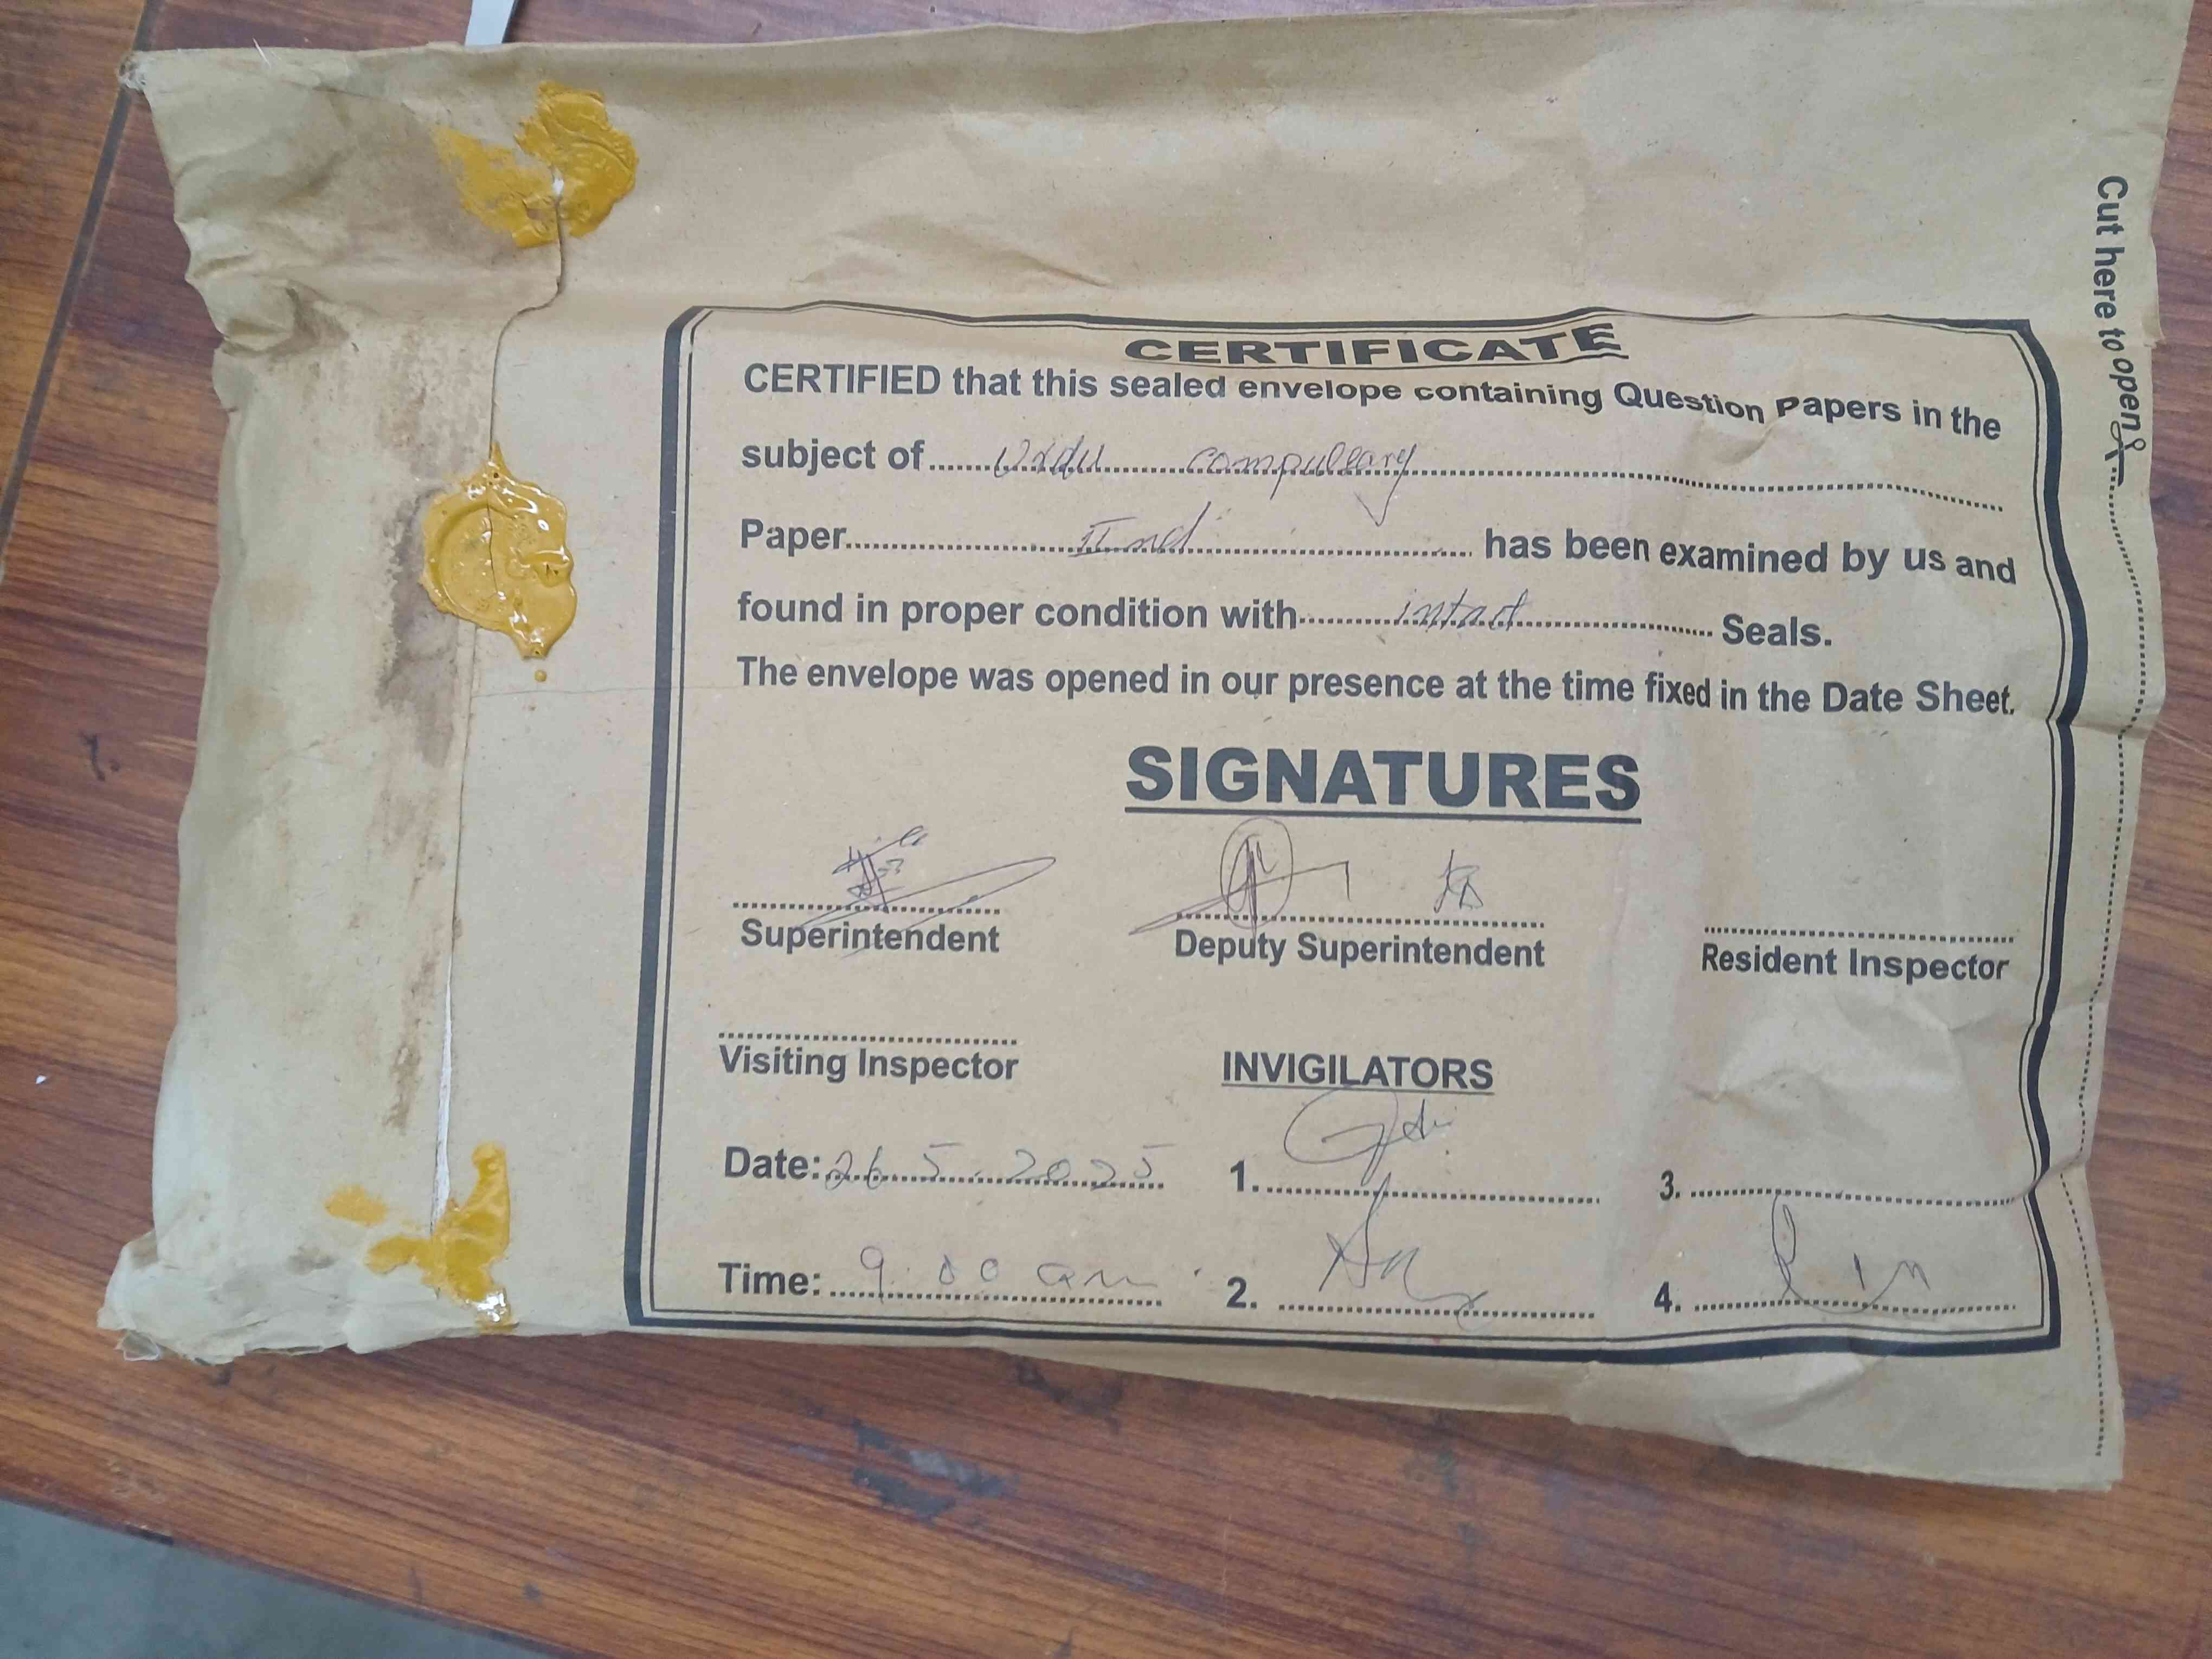 Cut here to open
CERTIFICATE
CERTIFIED that this sealed envelope containing Question Papers in the
subject of Urdu compulsary
Paper IInd has been examined by us and
found in proper condition with intact Seals.
The envelope was opened in our presence at the time fixed in the Date Sheet.
SIGNATURES
Superintendent Deputy Superintendent Resident Inspector
Visiting Inspector INVIGILATORS
Date: 26.5.2025 1. 3.
Time: 9.00 am 2. 4.